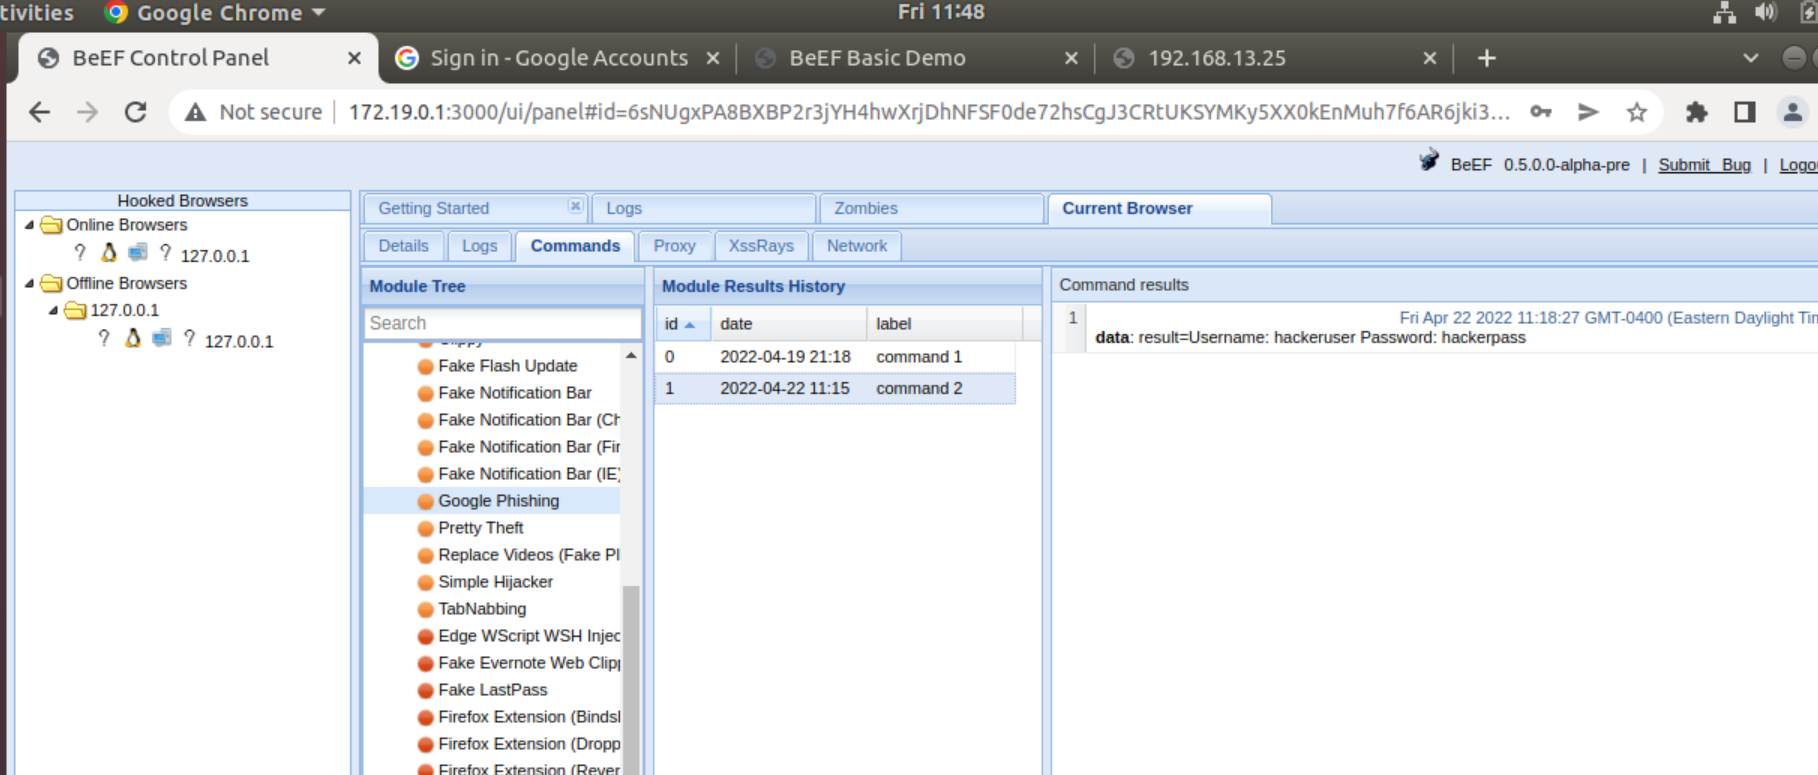 tivities Google Chrome Fri 11:48
BeEF Control Panel Sign in - Google Accounts BeEF Basic Demo 192.168.13.25
Not secure 172.19.0.1:3000/ui/panel#id=6sNUgxPA8BXBP2r3jYH4hwXrjDhNFSF0de72hsCgJ3CRtUKSYMKy5XX0kEnMuh7f6AR6jki3...
BeEF 0.5.0.0-alpha-pre | Submit Bug | Logou
Hooked Browsers
Online Browsers
? ? 127.0.0.1
Offline Browsers
127.0.0.1
? ? 127.0.0.1
Getting Started Logs Zombies Current Browser
Details Logs Commands Proxy XssRays Network
Module Tree
Search
Clippy
Fake Flash Update
Fake Notification Bar
Fake Notification Bar (Ch
Fake Notification Bar (Fir
Fake Notification Bar (IE)
Google Phishing
Pretty Theft
Replace Videos (Fake Pl
Simple Hijacker
TabNabbing
Edge WScript WSH Injec
Fake Evernote Web Clipp
Fake LastPass
Firefox Extension (Bindsl
Firefox Extension (Dropp
Firefox Extension (Rever
Module Results History
id date label
0 2022-04-19 21:18 command 1
1 2022-04-22 11:15 command 2
Command results
1 Fri Apr 22 2022 11:18:27 GMT-0400 (Eastern Daylight Tim
data: result=Username: hackeruser Password: hackerpass